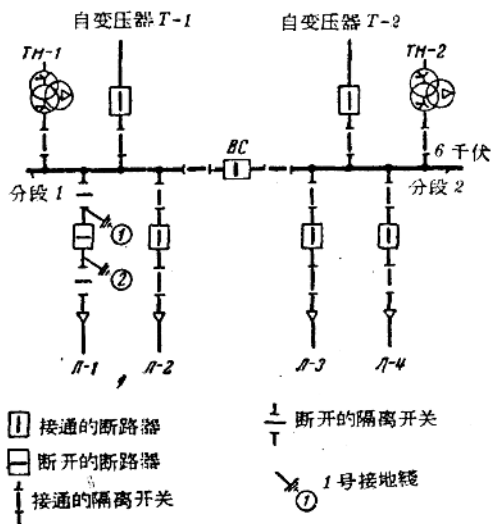 自变压器 T-1
自变压器 T-2
TH-1
TH-2
BC
6 千伏
分段 1
分段 2
①
②
Л-1
Л-2
Л-3
Л-4
接通的断路器
断开的断路器
接通的隔离开关
断开的隔离开关
① 1 号接地綫